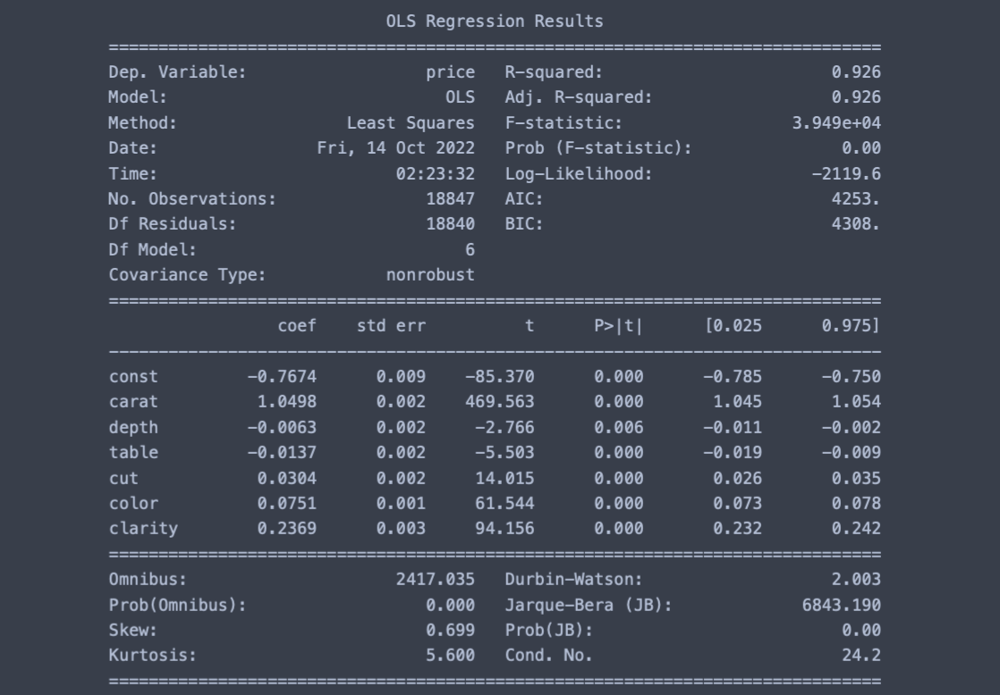 OLS Regression Results
==============================================================================
Dep. Variable:                  price   R-squared:                       0.926
Model:                            OLS   Adj. R-squared:                  0.926
Method:                 Least Squares   F-statistic:                 3.949e+04
Date:                Fri, 14 Oct 2022   Prob (F-statistic):               0.00
Time:                        02:23:32   Log-Likelihood:                -2119.6
No. Observations:               18847   AIC:                             4253.
Df Residuals:                   18840   BIC:                             4308.
Df Model:                           6
Covariance Type:            nonrobust
==============================================================================
                 coef    std err          t      P>|t|      [0.025      0.975]
------------------------------------------------------------------------------
const         -0.7674      0.009    -85.370      0.000      -0.785      -0.750
carat          1.0498      0.002    469.563      0.000       1.045       1.054
depth         -0.0063      0.002     -2.766      0.006      -0.011      -0.002
table         -0.0137      0.002     -5.503      0.000      -0.019      -0.009
cut            0.0304      0.002     14.015      0.000       0.026       0.035
color          0.0751      0.001     61.544      0.000       0.073       0.078
clarity        0.2369      0.003     94.156      0.000       0.232       0.242
==============================================================================
Omnibus:                     2417.035   Durbin-Watson:                   2.003
Prob(Omnibus):                  0.000   Jarque-Bera (JB):             6843.190
Skew:                           0.699   Prob(JB):                         0.00
Kurtosis:                       5.600   Cond. No.                         24.2
==============================================================================